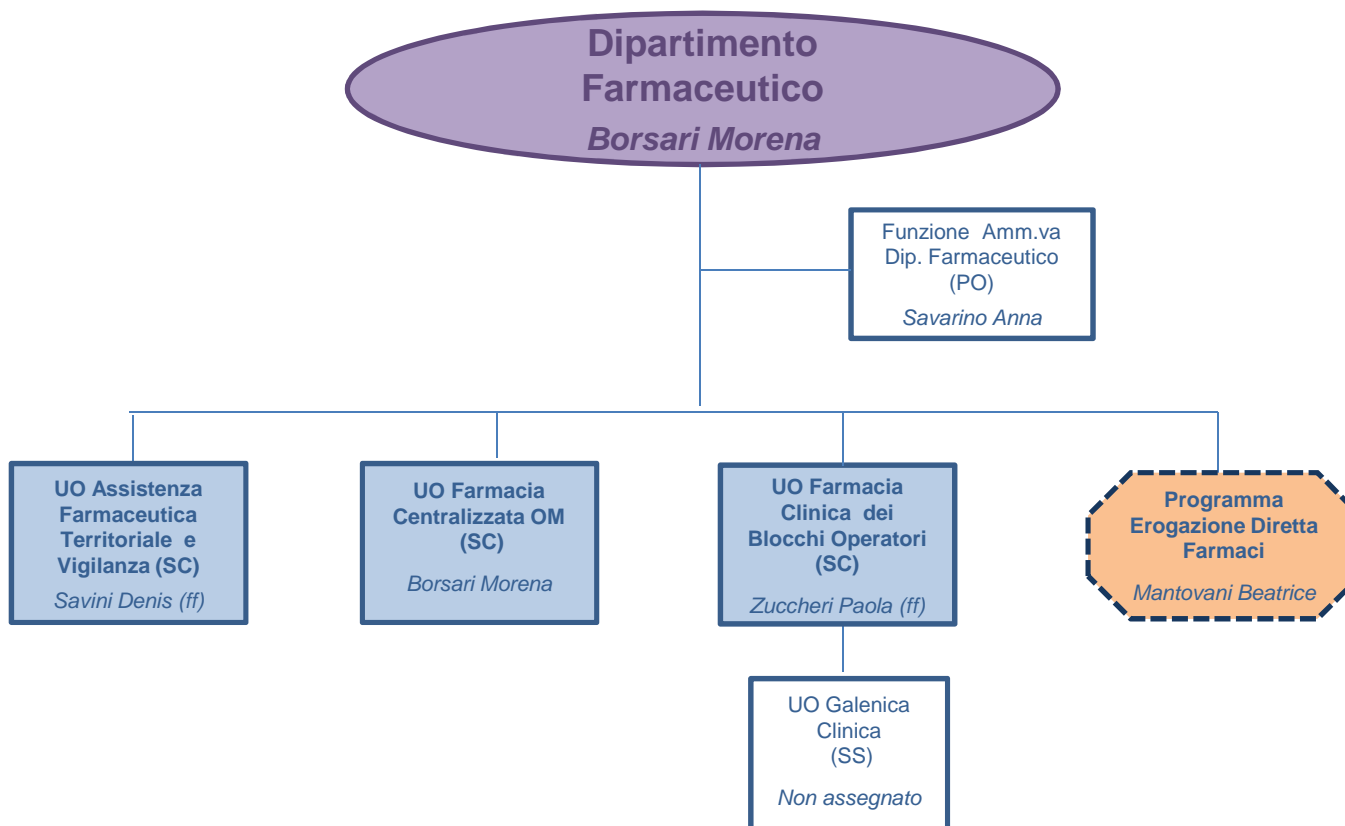 Dipartimento
Farmaceutico
Borsari Morena
Funzione Amm.va
Dip. Farmaceutico
(PO)
Savarino Anna
UO Assistenza
Farmaceutica
Territoriale e
Vigilanza (SC)
Savini Denis (ff)
UO Farmacia
Centralizzata OM
(SC)
Borsari Morena
UO Farmacia
Clinica dei
Blocchi Operatori
(SC)
Zuccheri Paola (ff)
Programma
Erogazione Diretta
Farmaci
Mantovani Beatrice
UO Galenica
Clinica
(SS)
Non assegnato